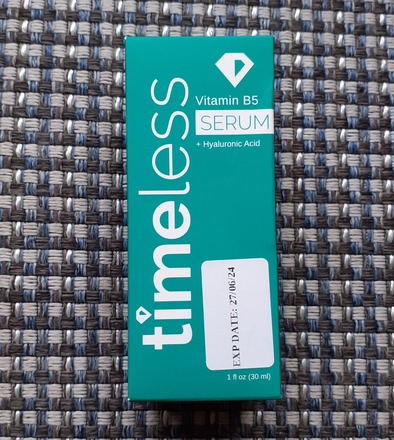 timeless
Vitamin B5
SERUM
+ Hyaluronic Acid
EXP DATE: 27/06/24
1 fl oz (30 ml)